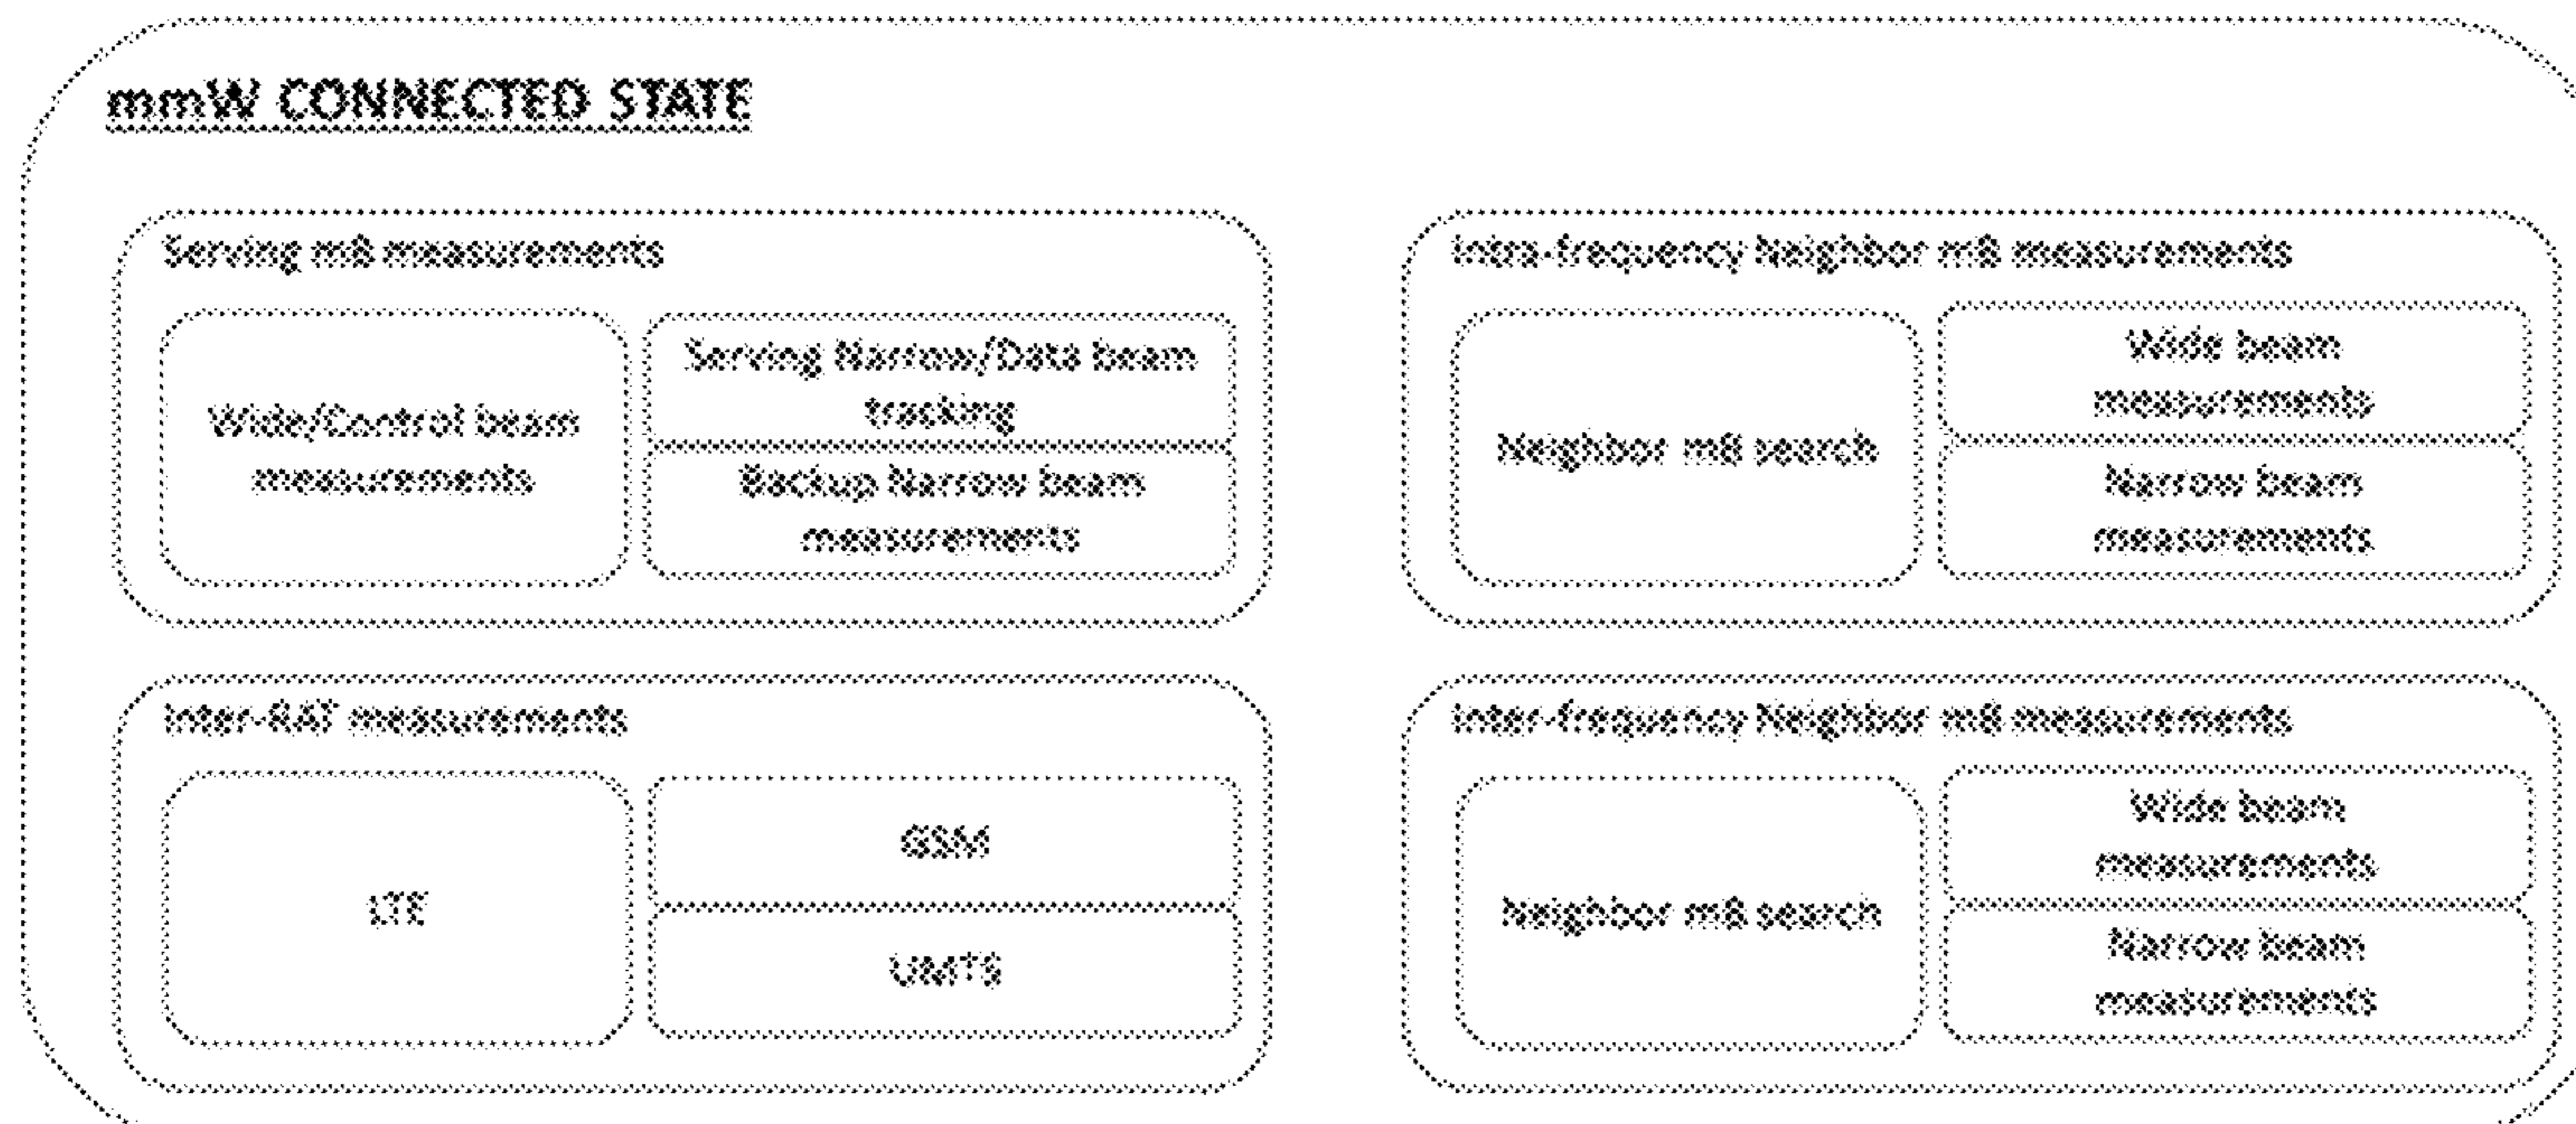 mmW CONNECTED STATE
Serving mB measurements
Wide/Control beam
measurements
Serving Narrow/Data beam
tracking
Backup Narrow beam
measurements
Intra-frequency Neighbor mB measurements
Neighbor mB search
Wide beam
measurements
Narrow beam
measurements
Inter-RAT measurements
LTE
GSM
UMTS
Inter-frequency Neighbor mB measurements
Neighbor mB search
Wide beam
measurements
Narrow beam
measurements